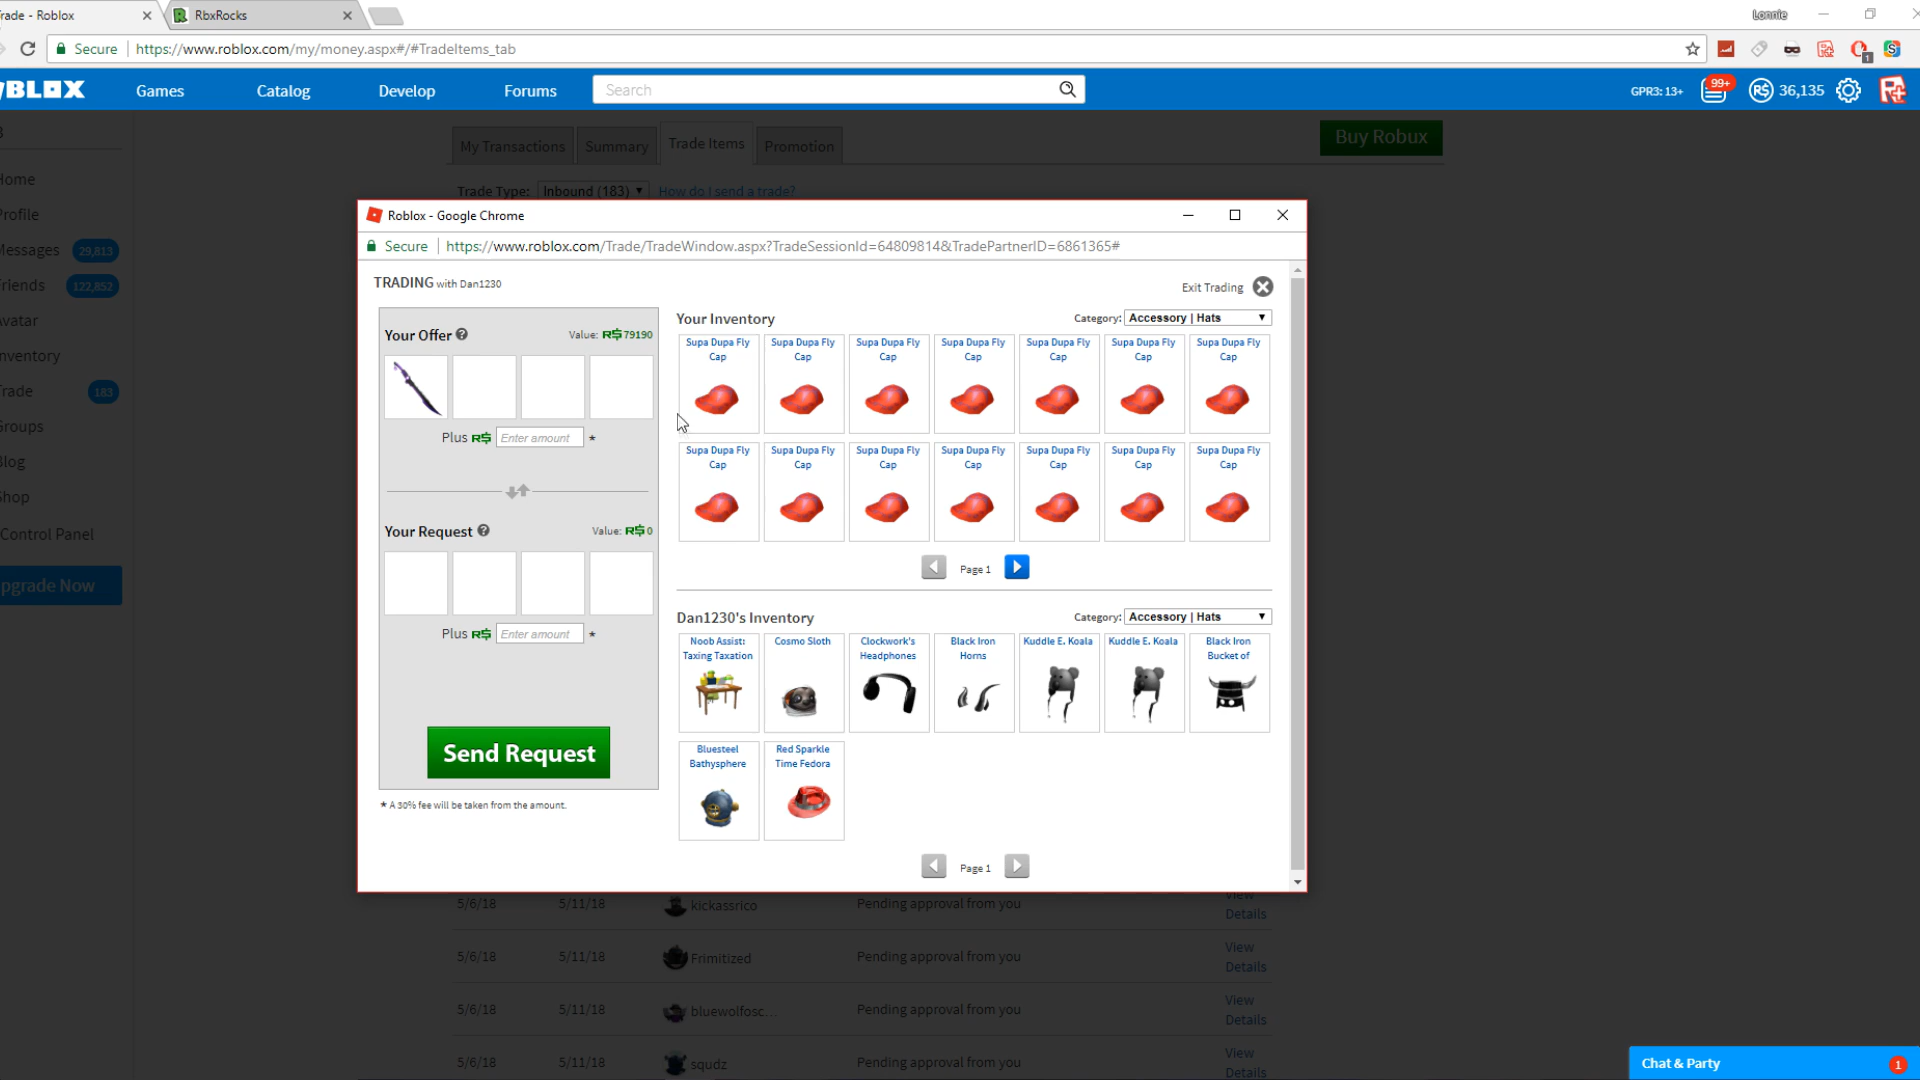 rade - Roblox
RbxRocks
Lonnie
Secure https://www.roblox.com/my/money.aspx#/#TradeItems_tab
BLOX Games Catalog Develop Forums Search GPR3: 13+ 99+ R$ 36,135
My Transactions Summary Trade Items Promotion Buy Robux
Trade Type: Inbound (183) How do I send a trade?
3
ome
rofile
essages 29,813
riends 122,852
vatar
nventory
rade 183
roups
log
hop
Control Panel
pgrade Now
Roblox - Google Chrome
Secure https://www.roblox.com/Trade/TradeWindow.aspx?TradeSessionId=64809814&TradePartnerID=6861365#
TRADING with Dan1230
Exit Trading
Your Offer ? Value: R$79190
Plus R$ Enter amount *
Your Request ? Value: R$0
Plus R$ Enter amount *
Send Request
* A 30% fee will be taken from the amount.
Your Inventory Category: Accessory | Hats
Supa Dupa Fly Supa Dupa Fly Supa Dupa Fly Supa Dupa Fly Supa Dupa Fly Supa Dupa Fly Supa Dupa Fly
Cap Cap Cap Cap Cap Cap Cap
Supa Dupa Fly Supa Dupa Fly Supa Dupa Fly Supa Dupa Fly Supa Dupa Fly Supa Dupa Fly Supa Dupa Fly
Cap Cap Cap Cap Cap Cap Cap
Page 1
Dan1230's Inventory Category: Accessory | Hats
Noob Assist: Cosmo Sloth Clockwork's Black Iron Kuddle E. Koala Kuddle E. Koala Black Iron
Taxing Taxation Headphones Horns Bucket of
Bluesteel Red Sparkle
Bathysphere Time Fedora
Page 1
5/6/18 5/11/18 kickassrico Pending approval from you View
Details
5/6/18 5/11/18 Frimitized Pending approval from you View
Details
5/6/18 5/11/18 bluewolfosc... Pending approval from you View
Details
5/6/18 5/11/18 squdz Pending approval from you View
Details
Chat & Party 1